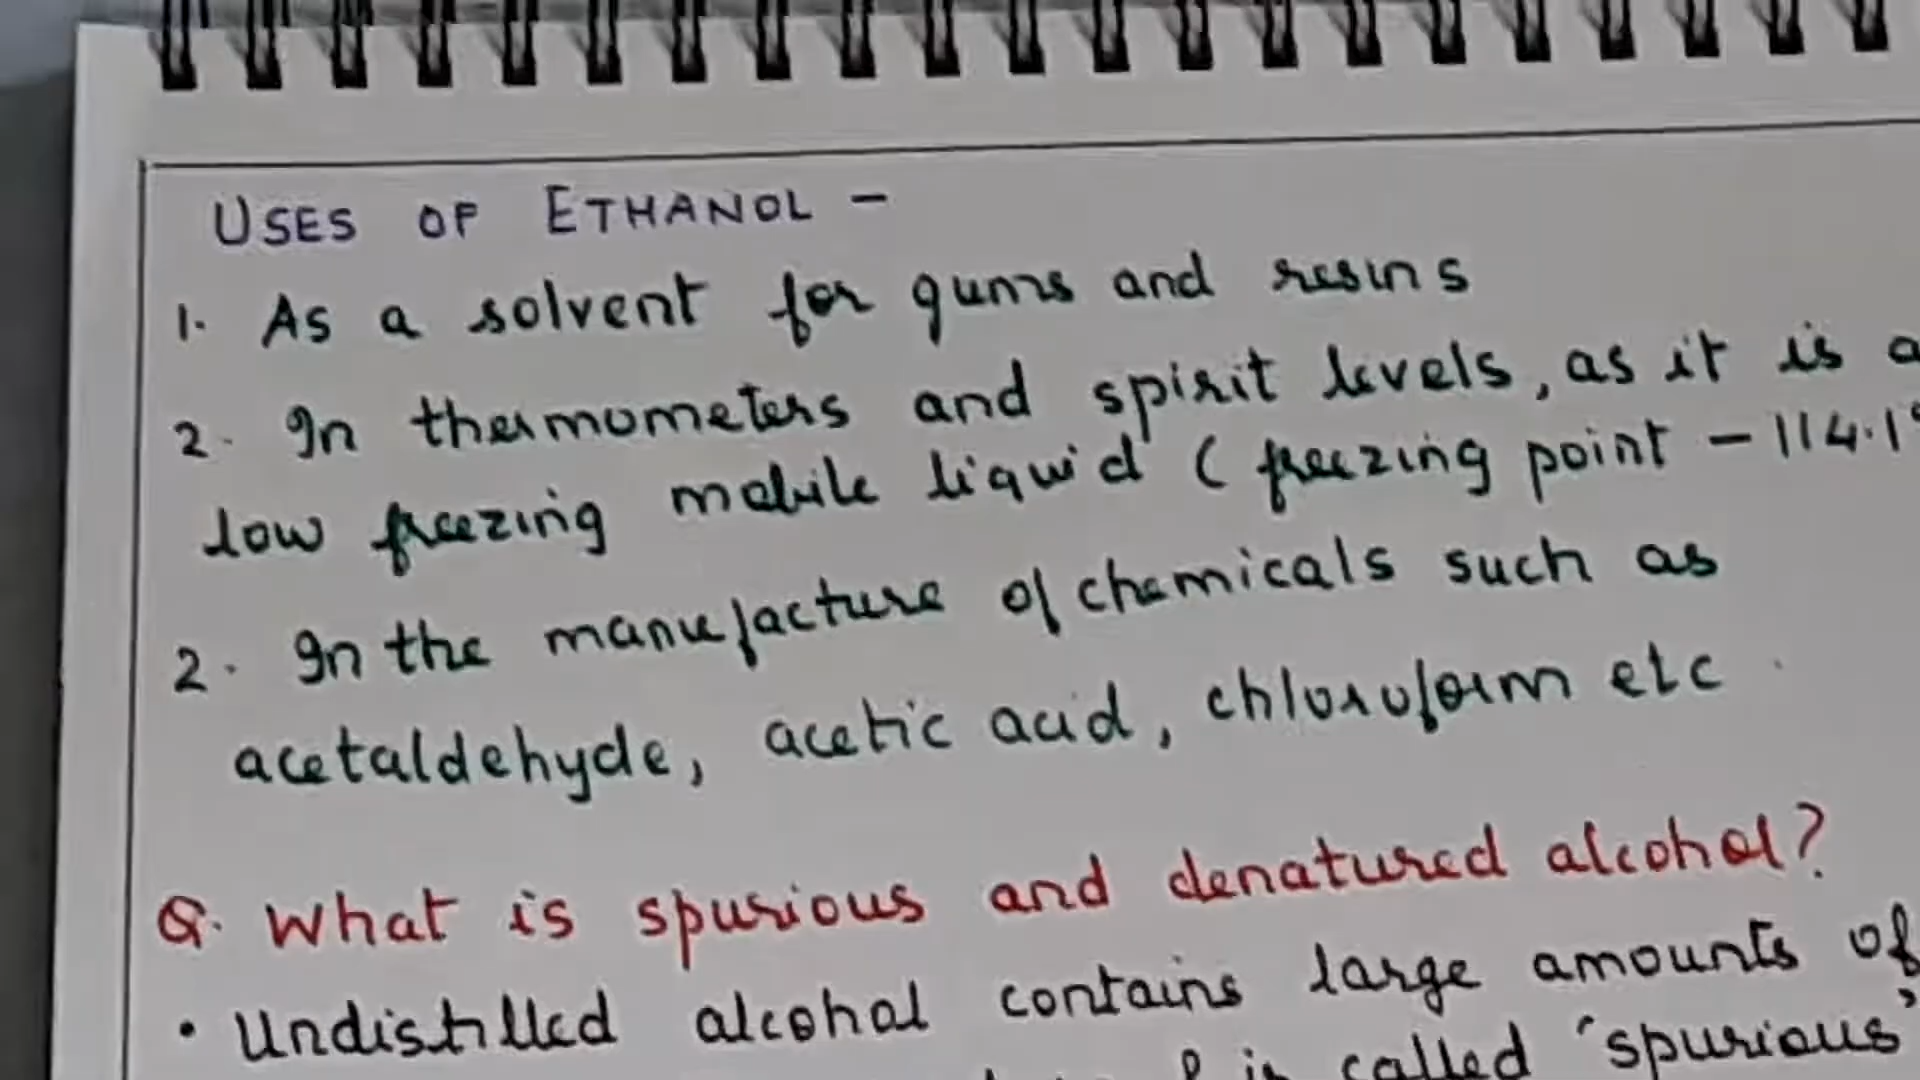 USES OF ETHANOL -
1. As a solvent for gums and resins
2. In thermometers and spirit levels, as it is a
low freezing mobile liquid (freezing point -114.1°
2. In the manufacture of chemicals such as
acetaldehyde, acetic acid, chloroform etc.
Q. What is spurious and denatured alcohol?
• Undistilled alcohol contains large amounts of
is called 'spurious'